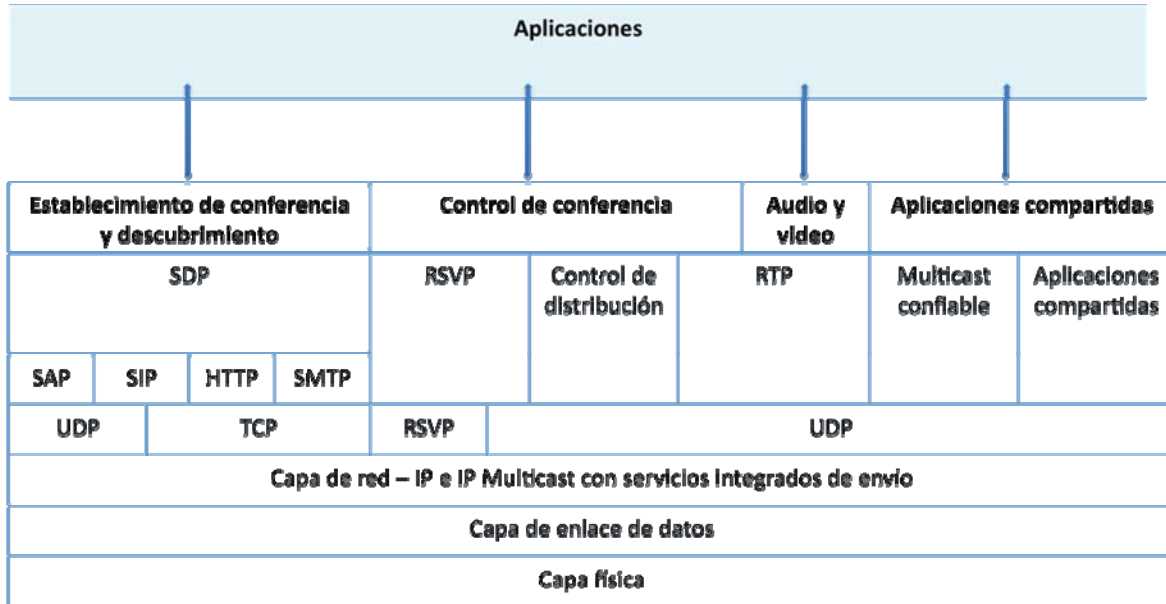 Aplicaciones
Establecimiento de conferencia
y descubrimiento
Control de conferencia
Audio y
video
Aplicaciones compartidas
SDP
RSVP
Control de
distribución
RTP
Multicast
confiable
Aplicaciones
compartidas
SAP
SIP
HTTP
SMTP
UDP
TCP
RSVP
UDP
Capa de red – IP e IP Multicast con servicios integrados de envío
Capa de enlace de datos
Capa física